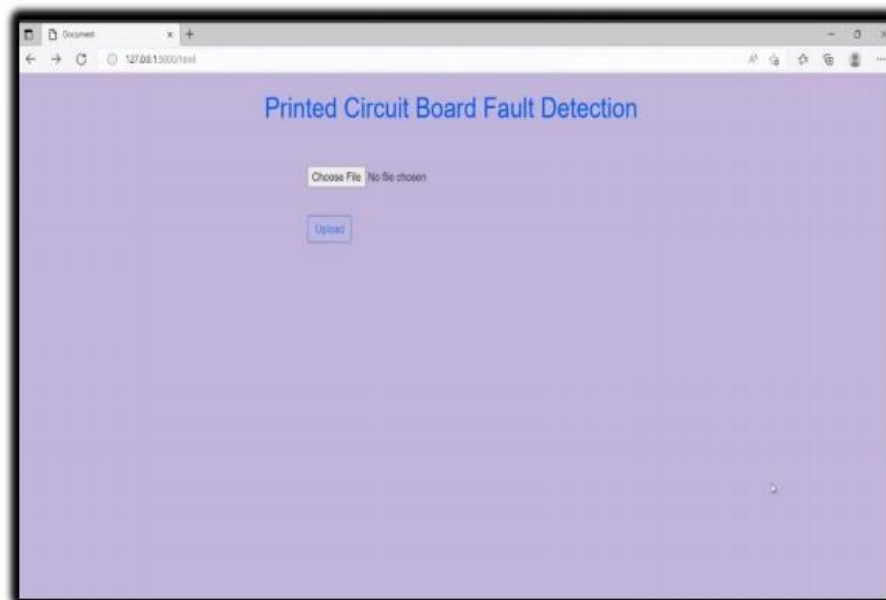 Document
127.0.0.1:5000/html
Printed Circuit Board Fault Detection
Choose File No file chosen
Upload